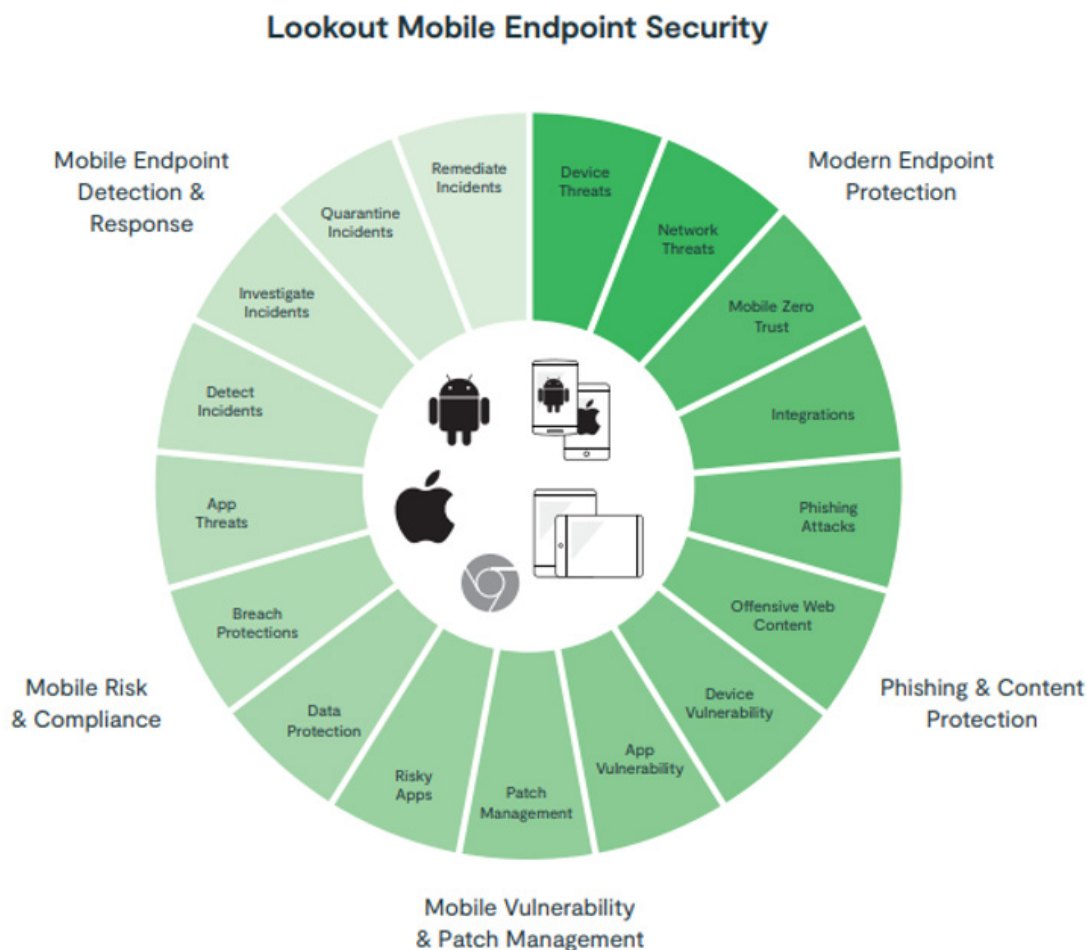 Lookout Mobile Endpoint Security
Mobile Endpoint
Detection &
Response
Modern Endpoint
Protection
Remediate
Incidents
Device
Threats
Quarantine
Incidents
Network
Threats
Investigate
Incidents
Mobile Zero
Trust
Detect
Incidents
Integrations
App
Threats
Phishing
Attacks
Breach
Protections
Offensive Web
Content
Mobile Risk
& Compliance
Phishing & Content
Protection
Data
Protection
Device
Vulnerability
Risky
Apps
App
Vulnerability
Patch
Management
Mobile Vulnerability
& Patch Management